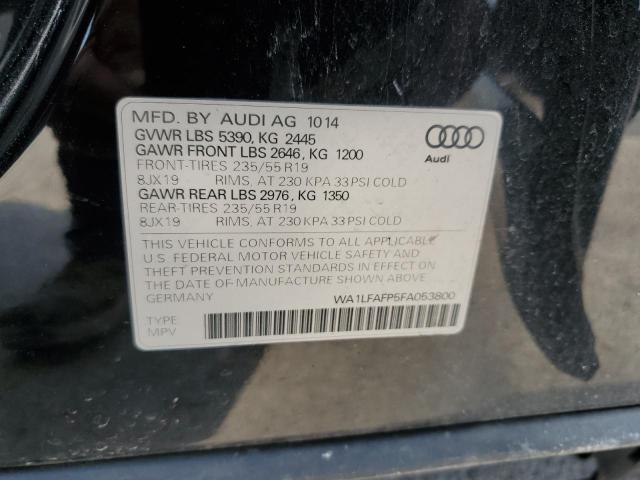 MFD. BY AUDI AG 1014
GVWR LBS 5390, KG 2445
GAWR FRONT LBS 2646, KG 1200
FRONT-TIRES 235/55 R19
8JX19 RIMS, AT 230 KPA 33 PSI COLD
GAWR REAR LBS 2976, KG 1350
REAR-TIRES 235/55 R19
8JX19 RIMS, AT 230 KPA 33 PSI COLD
Audi
THIS VEHICLE CONFORMS TO ALL APPLICABLE
U.S. FEDERAL MOTOR VEHICLE SAFETY AND
THEFT PREVENTION STANDARDS IN EFFECT ON
THE DATE OF MANUFACTURE SHOWN ABOVE
GERMANY WA1LFAFP5FA053800
TYPE
MPV